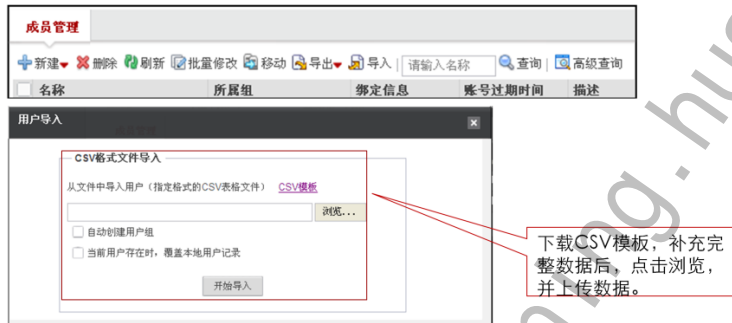 成员管理
新建 删除 刷新 批量修改 移动 导出 导入 | 请输入名称 查询 | 高级查询
名称 所属组 绑定信息 账号过期时间 描述
用户导入
CSV格式文件导入
从文件中导入用户（指定格式的CSV表格文件） CSV模板
浏览...
自动创建用户组
当前用户存在时，覆盖本地用户记录
开始导入
下载CSV模板，补充完
整数据后，点击浏览，
并上传数据。